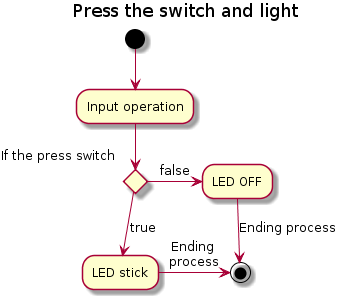 Press the switch and light
Input operation
If the press switch
false
LED OFF
true
Ending process
Ending
process
LED stick